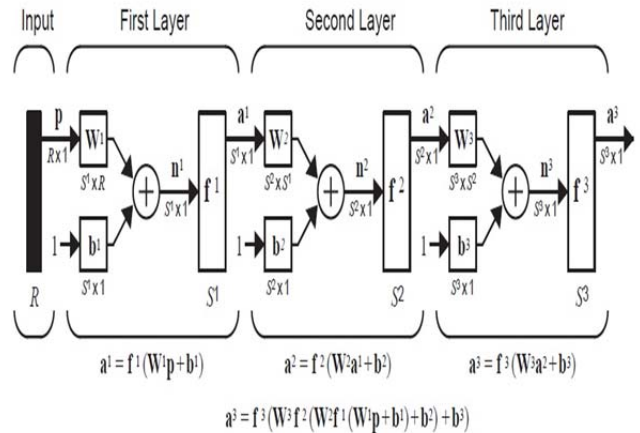 Input First Layer Second Layer Third Layer
p a¹ a² a³
R x 1 W¹ S¹ x 1 W² S² x 1 W³ S³ x 1
n¹ n² n³
S¹ x R + S¹ x 1 f¹ S² x S¹ + S² x 1 f² S³ x S² + S³ x 1 f³
1 b¹ 1 b² 1 b³
R S¹ x 1 S¹ S² x 1 S² S³ x 1 S³
a¹ = f¹ (W¹p + b¹) a² = f² (W²a¹ + b²) a³ = f³ (W³a² + b³)
a³ = f³ (W³ f² (W² f¹ (W¹p + b¹) + b²) + b³)